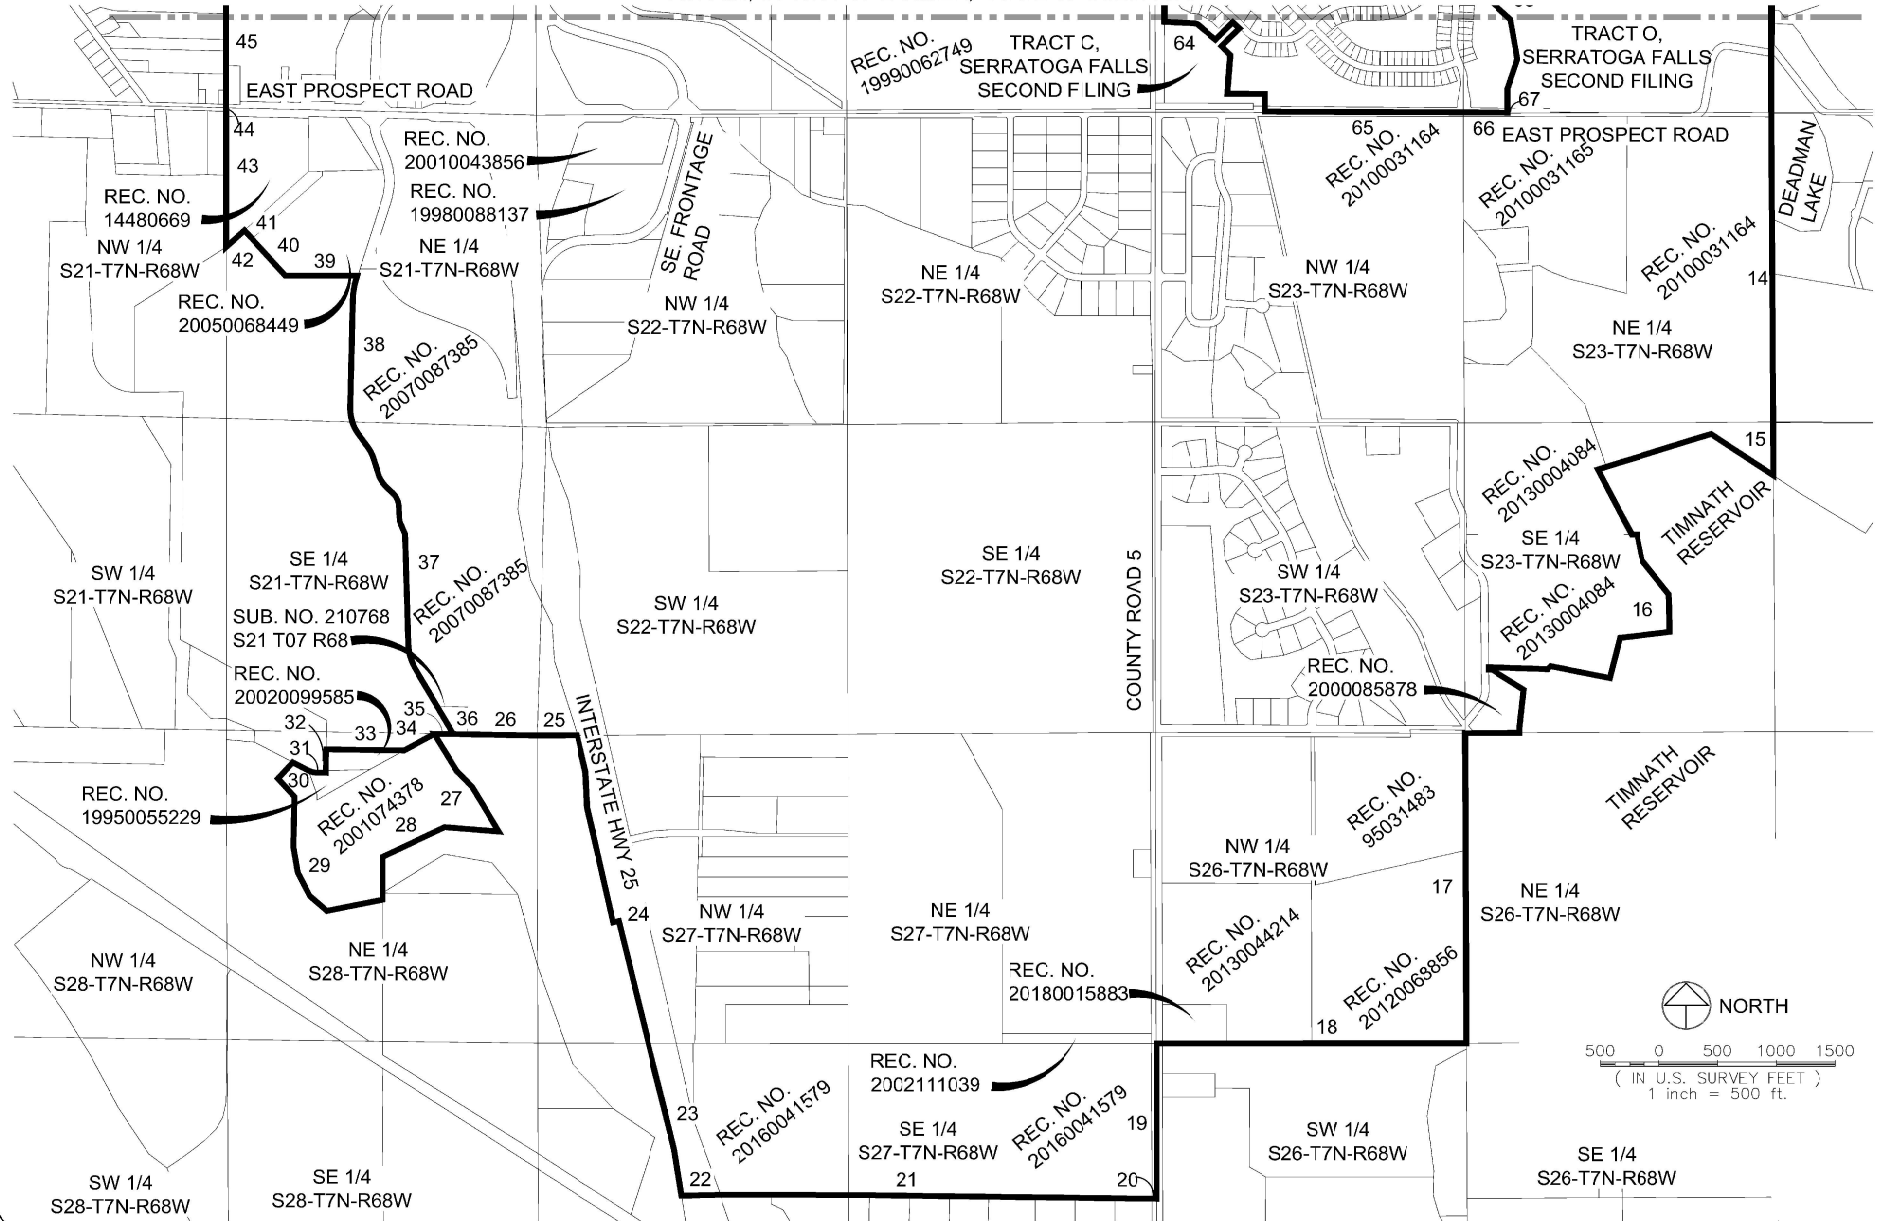 45
EAST PROSPECT ROAD
REC. NO.
19990062749
TRACT C,
SERRATOGA FALLS
SECOND FILING
64
TRACT O,
SERRATOGA FALLS
SECOND FILING
67
44
43
REC. NO.
14480669
REC. NO.
20010043856
REC. NO.
19980088137
SE. FRONTAGE
ROAD
65
66
EAST PROSPECT ROAD
REC. NO.
20100031164
REC. NO.
20100031165
DEADMAN
LAKE
41
40
39
42
NW 1/4
S21-T7N-R68W
NE 1/4
S21-T7N-R68W
REC. NO.
20050068449
NW 1/4
S22-T7N-R68W
NE 1/4
S22-T7N-R68W
NW 1/4
S23-T7N-R68W
REC. NO.
20100031164
14
NE 1/4
S23-T7N-R68W
38
REC. NO.
20070087385
15
REC. NO.
20130004084
TIMNATH
RESERVOIR
SW 1/4
S21-T7N-R68W
SE 1/4
S21-T7N-R68W
37
REC. NO.
20070087385
SW 1/4
S22-T7N-R68W
SE 1/4
S22-T7N-R68W
COUNTY ROAD 5
SW 1/4
S23-T7N-R68W
SE 1/4
S23-T7N-R68W
REC. NO.
20130004084
16
SUB. NO. 210768
S21 T07 R68
REC. NO.
20020099585
REC. NO.
2000085878
32
33
34
35
36
26
25
31
30
INTERSTATE HWY 25
REC. NO.
19950055229
REC. NO.
2001074378
27
28
29
REC. NO.
95031483
TIMNATH
RESERVOIR
NW 1/4
S26-T7N-R68W
17
NE 1/4
S26-T7N-R68W
24
NW 1/4
S27-T7N-R68W
NE 1/4
S27-T7N-R68W
REC. NO.
20130044214
NW 1/4
S28-T7N-R68W
NE 1/4
S28-T7N-R68W
REC. NO.
20180015883
REC. NO.
20120063856
18
NORTH
500 0 500 1000 1500
( IN U.S. SURVEY FEET )
1 inch = 500 ft.
REC. NO.
2002111039
23
REC. NO.
20160041579
SE 1/4
S27-T7N-R68W
REC. NO.
20160041579
19
SW 1/4
S26-T7N-R68W
SE 1/4
S26-T7N-R68W
SW 1/4
S28-T7N-R68W
SE 1/4
S28-T7N-R68W
22
21
20